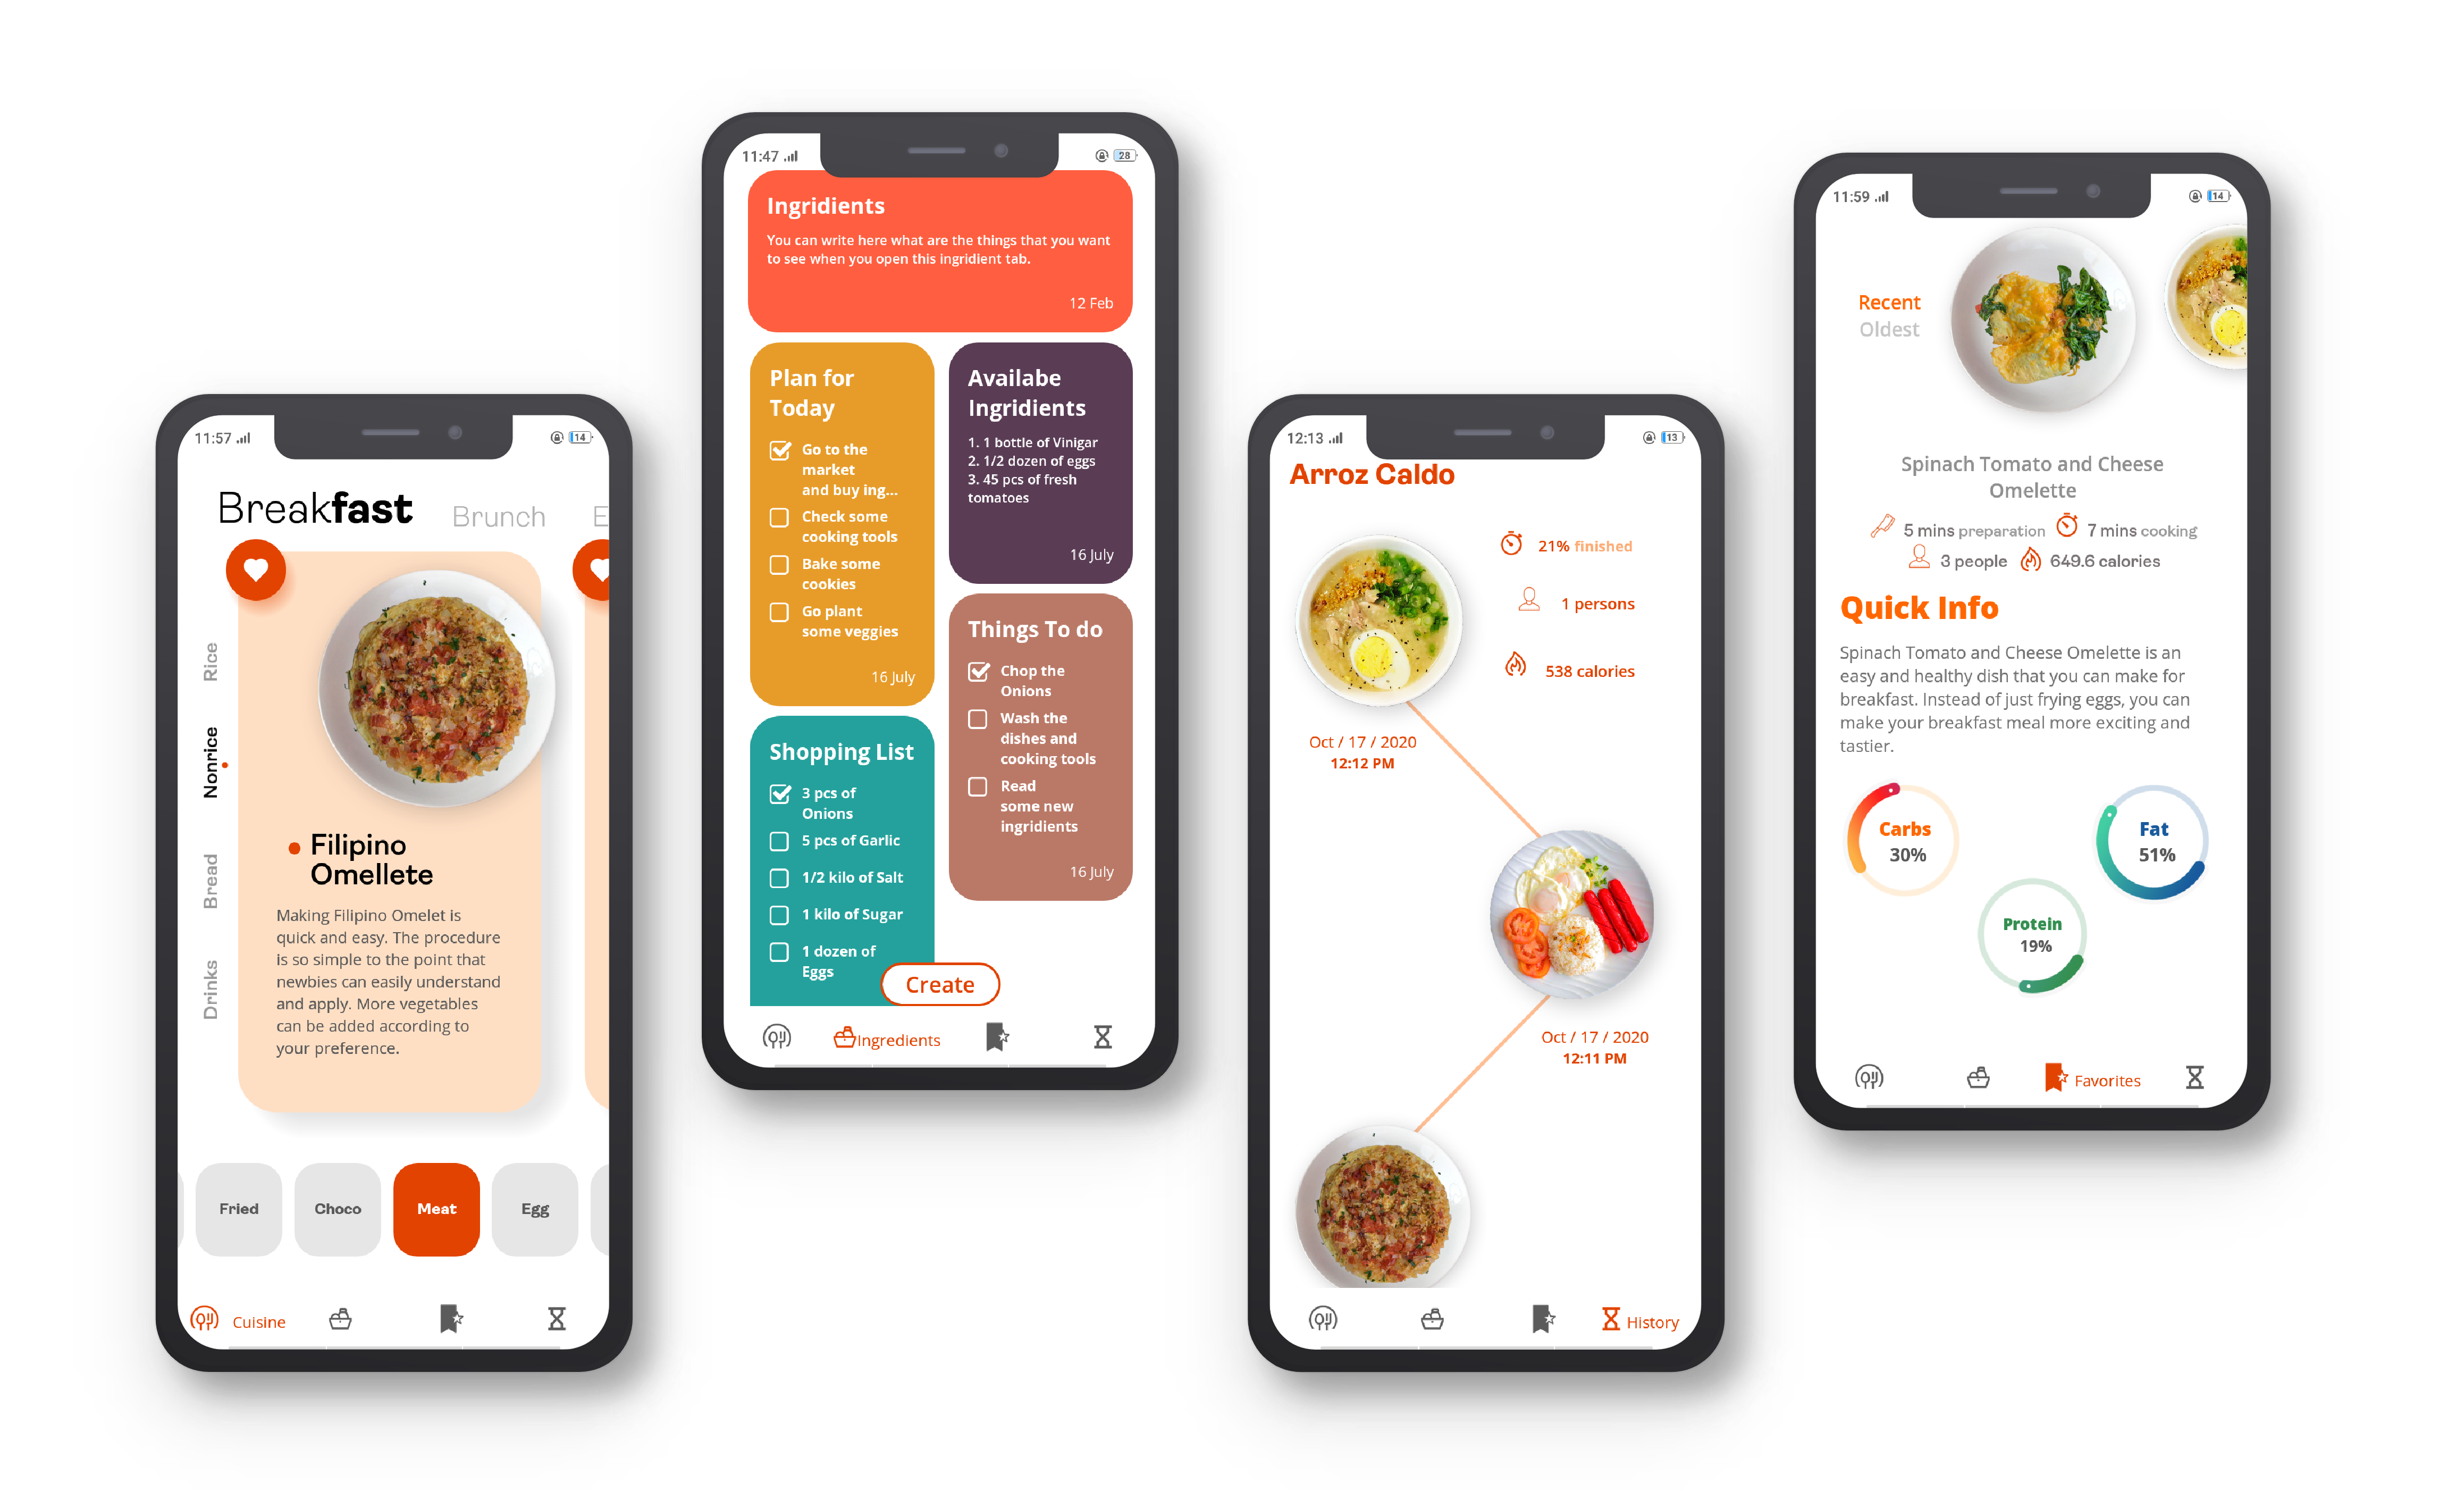 11:57
14
Breakfast
Brunch
E
Rice
Nonrice
Bread
Drinks
Filipino
Omellete
Making Filipino Omelet is
quick and easy. The procedure
is so simple to the point that
newbies can easily understand
and apply. More vegetables
can be added according to
your preference.
Fried
Choco
Meat
Egg
Cuisine
11:47
28
Ingridients
You can write here what are the things that you want
to see when you open this ingridient tab.
12 Feb
Plan for
Today
Go to the
market
and buy ing...
Check some
cooking tools
Bake some
cookies
Go plant
some veggies
16 July
Availabe
Ingridients
1. 1 bottle of Vinigar
2. 1/2 dozen of eggs
3. 45 pcs of fresh
tomatoes
16 July
Things To do
Chop the
Onions
Wash the
dishes and
cooking tools
Read
some new
ingridients
16 July
Shopping List
3 pcs of
Onions
5 pcs of Garlic
1/2 kilo of Salt
1 kilo of Sugar
1 dozen of
Eggs
Create
Ingredients
12:13
13
Arroz Caldo
21% finished
1 persons
538 calories
Oct / 17 / 2020
12:12 PM
Oct / 17 / 2020
12:11 PM
History
11:59
14
Recent
Oldest
Spinach Tomato and Cheese
Omelette
5 mins preparation 7 mins cooking
3 people 649.6 calories
Quick Info
Spinach Tomato and Cheese Omelette is an
easy and healthy dish that you can make for
breakfast. Instead of just frying eggs, you can
make your breakfast meal more exciting and
tastier.
Carbs
30%
Fat
51%
Protein
19%
Favorites